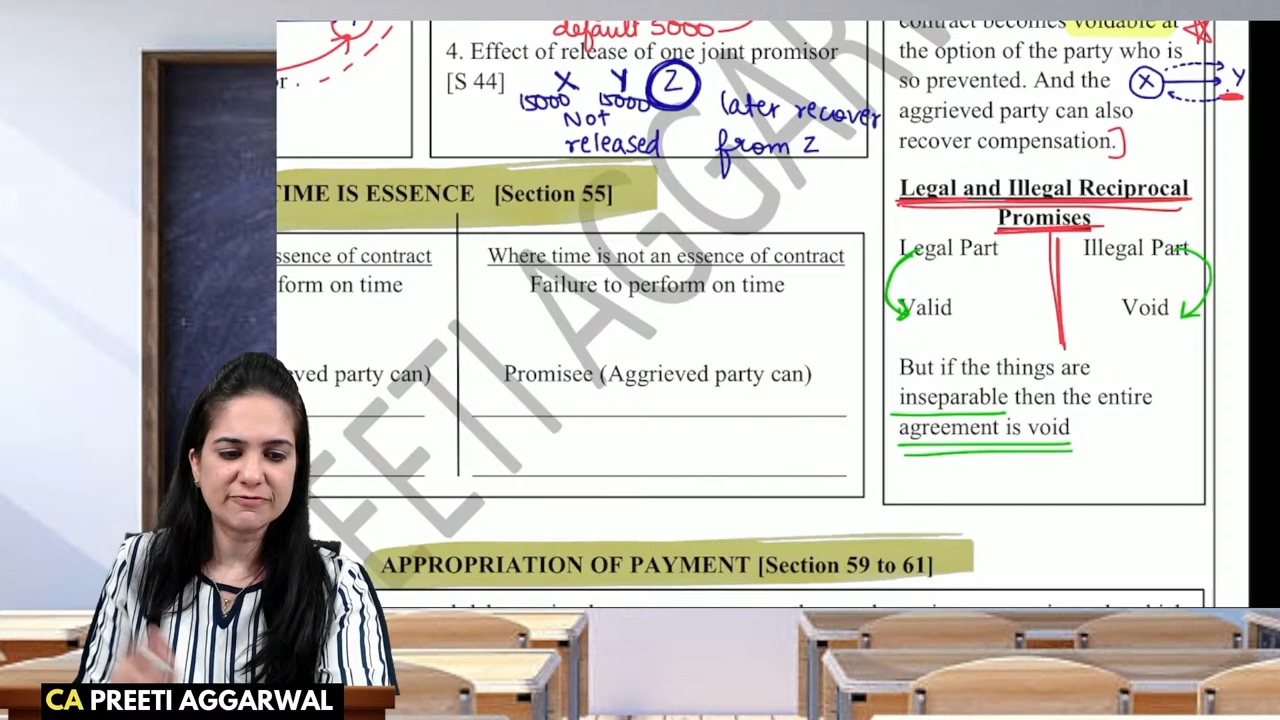 default 5000
4. Effect of release of one joint promisor
[S 44]
X Y Z
15000 15000
Not
released
later recover
from Z
TIME IS ESSENCE [Section 55]
ssence of contract
form on time
eved party can)
Where time is not an essence of contract
Failure to perform on time
Promisee (Aggrieved party can)
contract becomes voidable at
the option of the party who is
so prevented. And the
aggrieved party can also
recover compensation.]
X Y
Legal and Illegal Reciprocal
Promises
Legal Part Illegal Part
Valid Void
But if the things are
inseparable then the entire
agreement is void
APPROPRIATION OF PAYMENT [Section 59 to 61]
EETI AGGAR
CA PREETI AGGARWAL